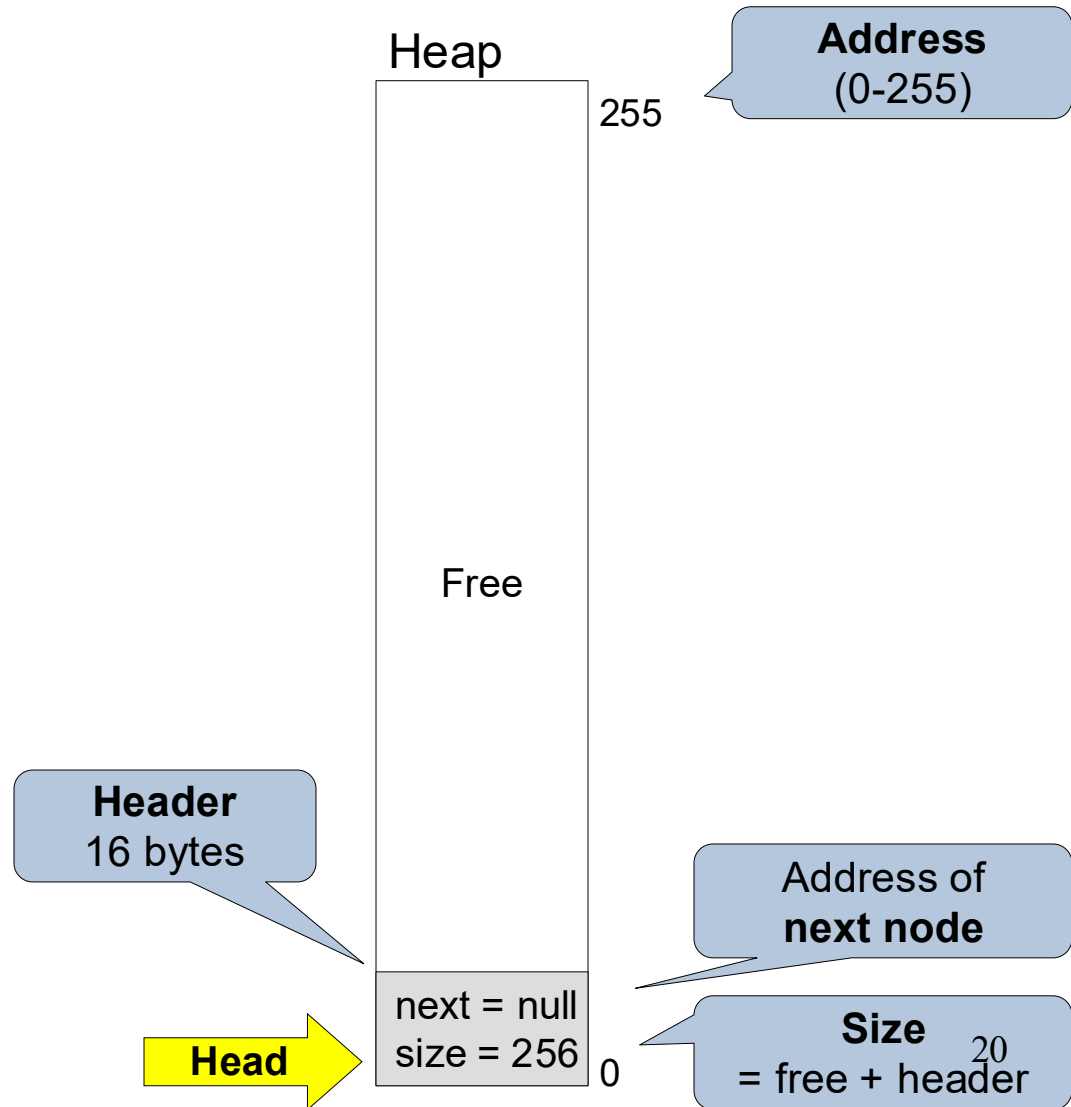 Heap
Address
(0-255)
255
Free
Header
16 bytes
Address of
next node
next = null
size = 256
Head
0
Size
= free + header
20